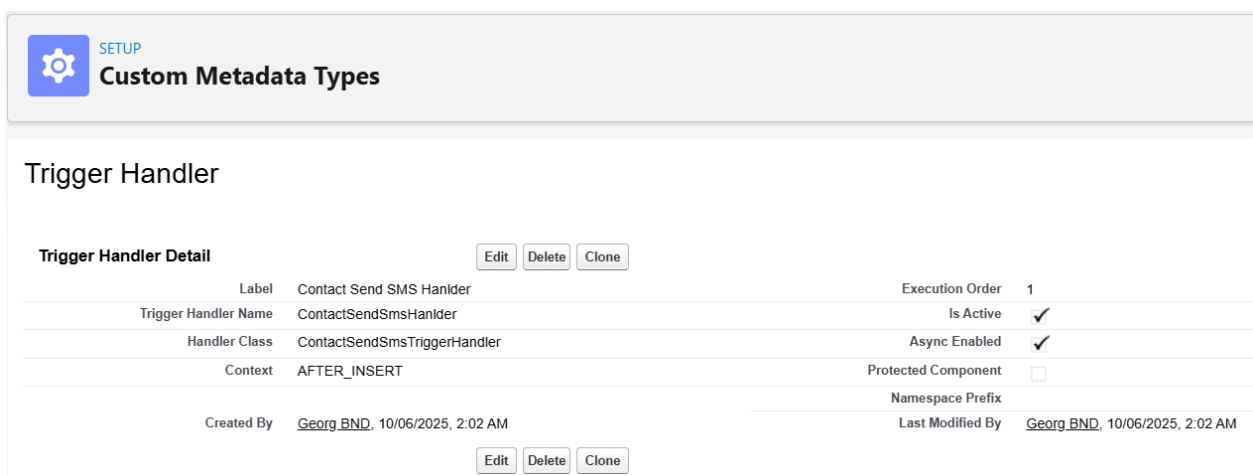 SETUP
Custom Metadata Types
Trigger Handler
Trigger Handler Detail Edit Delete Clone
Label Contact Send SMS Hanlder Execution Order 1
Trigger Handler Name ContactSendSmsHanlder Is Active
Handler Class ContactSendSmsTriggerHandler Async Enabled
Context AFTER_INSERT Protected Component
Namespace Prefix
Created By Georg BND, 10/06/2025, 2:02 AM Last Modified By Georg BND, 10/06/2025, 2:02 AM
Edit Delete Clone